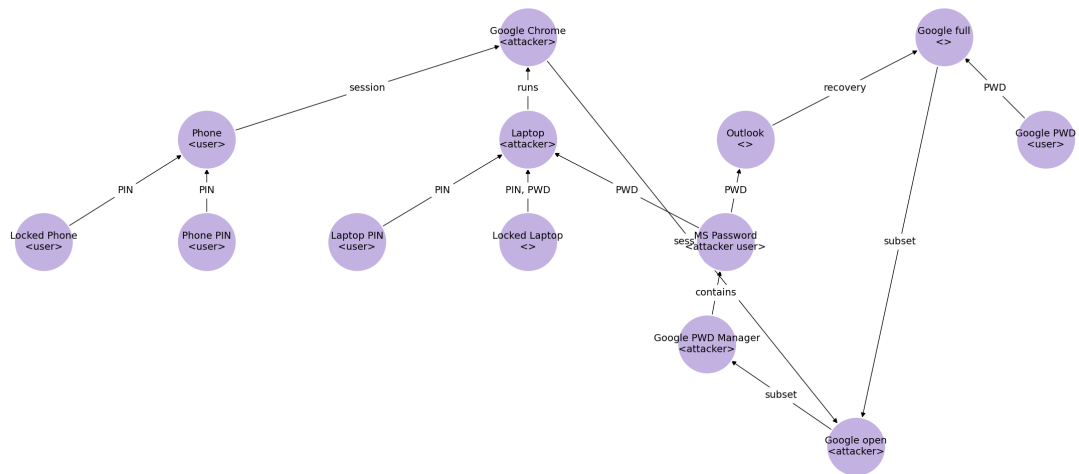 Google Chrome
<attacker>
Google full
<>
session
runs
recovery
PWD
Phone
<user>
Laptop
<attacker>
Outlook
<>
Google PWD
<user>
PIN
PIN
PIN
PIN, PWD
PWD
PWD
Locked Phone
<user>
Phone PIN
<user>
Laptop PIN
<user>
Locked Laptop
<>
MS Password
<attacker user>
subset
contains
Google PWD Manager
<attacker>
subset
Google open
<attacker>